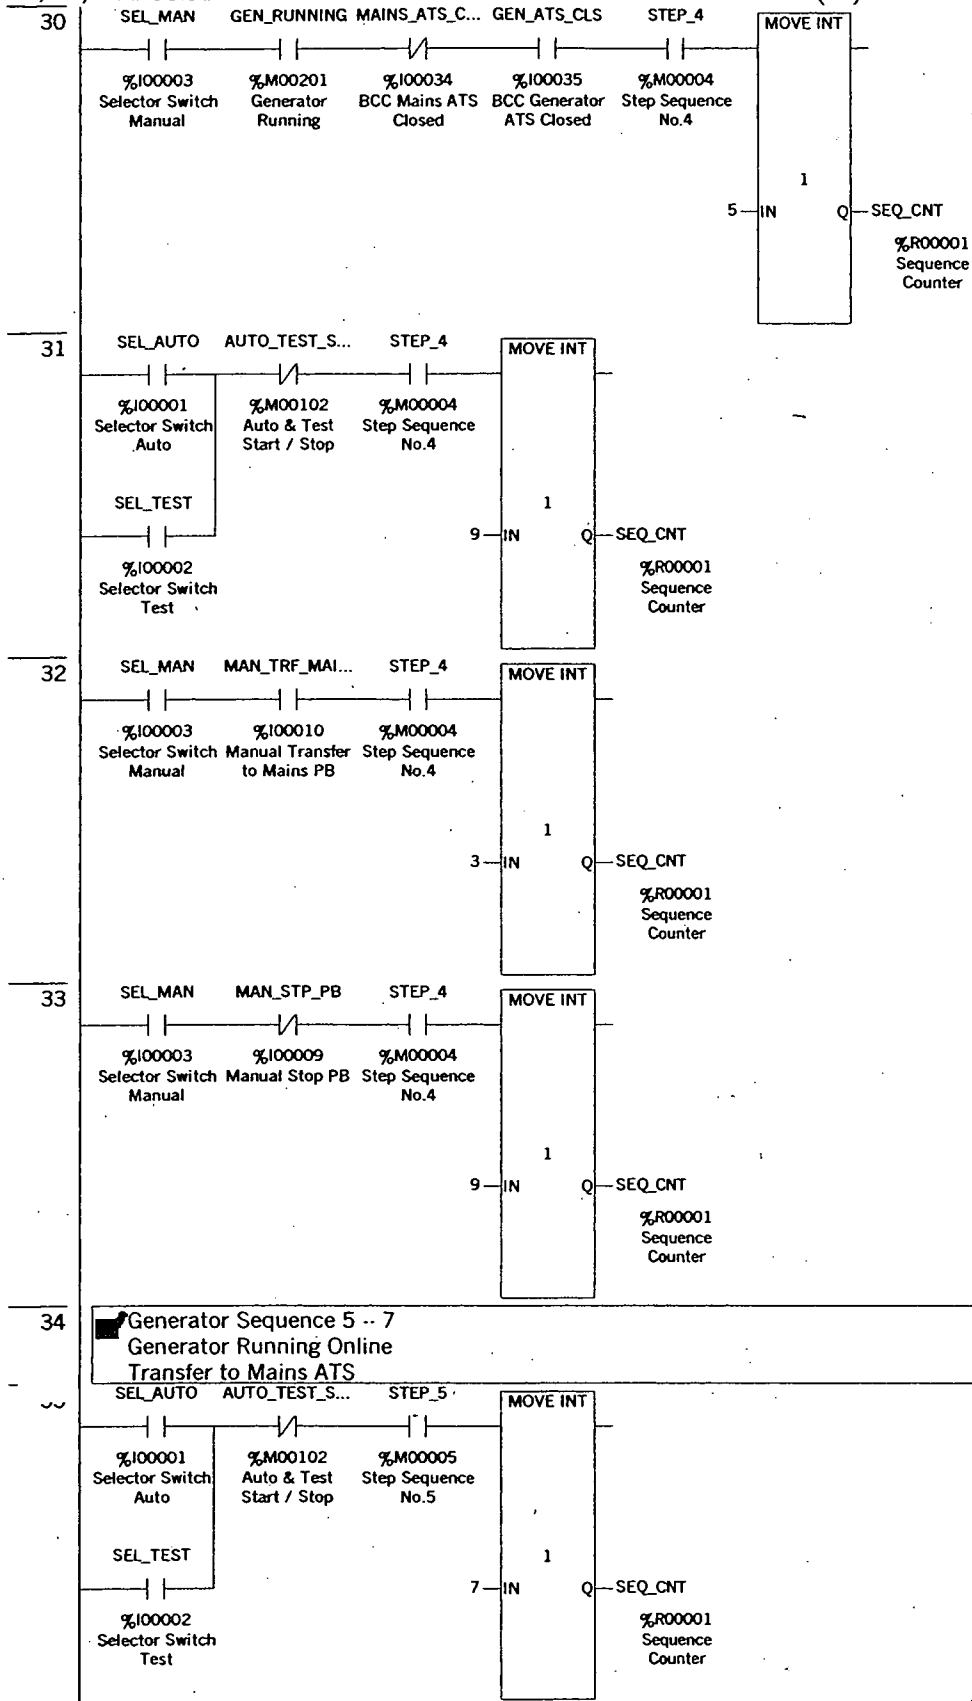 30
SEL_MAN GEN_RUNNING MAINS_ATS_C... GEN_ATS_CLS STEP_4 MOVE INT
%I00003 %M00201 %I00034 %I00035 %M00004
Selector Switch Generator BCC Mains ATS BCC Generator Step Sequence
Manual Running Closed ATS Closed No.4
1
5 IN Q SEQ_CNT
%R00001
Sequence
Counter
31
SEL_AUTO AUTO_TEST_S... STEP_4 MOVE INT
%I00001 %M00102 %M00004
Selector Switch Auto & Test Step Sequence
Auto Start / Stop No.4
SEL_TEST 1
9 IN Q SEQ_CNT
%I00002 %R00001
Selector Switch Sequence
Test Counter
32
SEL_MAN MAN_TRF_MAI... STEP_4 MOVE INT
%I00003 %I00010 %M00004
Selector Switch Manual Transfer Step Sequence
Manual to Mains PB No.4
1
3 IN Q SEQ_CNT
%R00001
Sequence
Counter
33
SEL_MAN MAN_STP_PB STEP_4 MOVE INT
%I00003 %I00009 %M00004
Selector Switch Manual Stop PB Step Sequence
Manual No.4
1
9 IN Q SEQ_CNT
%R00001
Sequence
Counter
34
Generator Sequence 5 -- 7
Generator Running Online
Transfer to Mains ATS
SEL_AUTO AUTO_TEST_S... STEP_5 MOVE INT
%I00001 %M00102 %M00005
Selector Switch Auto & Test Step Sequence
Auto Start / Stop No.5
SEL_TEST 1
7 IN Q SEQ_CNT
%I00002 %R00001
Selector Switch Sequence
Test Counter